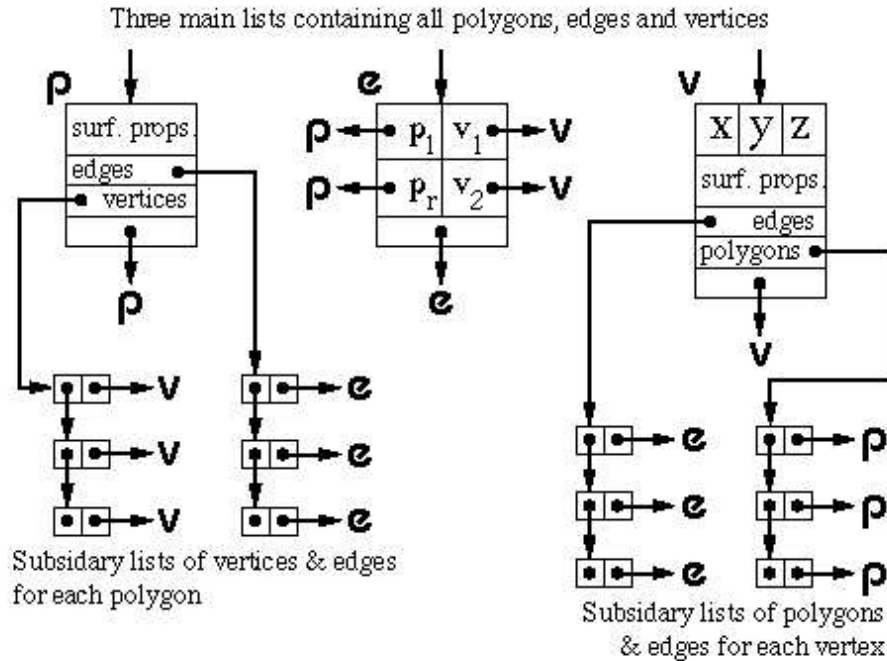 Three main lists containing all polygons, edges and vertices
p
surf. props.
edges
vertices
p
e
p p1 v1 v
p pr v2 v
e
v
x y z
surf. props.
edges
polygons
v
v e
v e
v e
Subsidary lists of vertices & edges
for each polygon
e p
e p
e p
Subsidary lists of polygons
& edges for each vertex